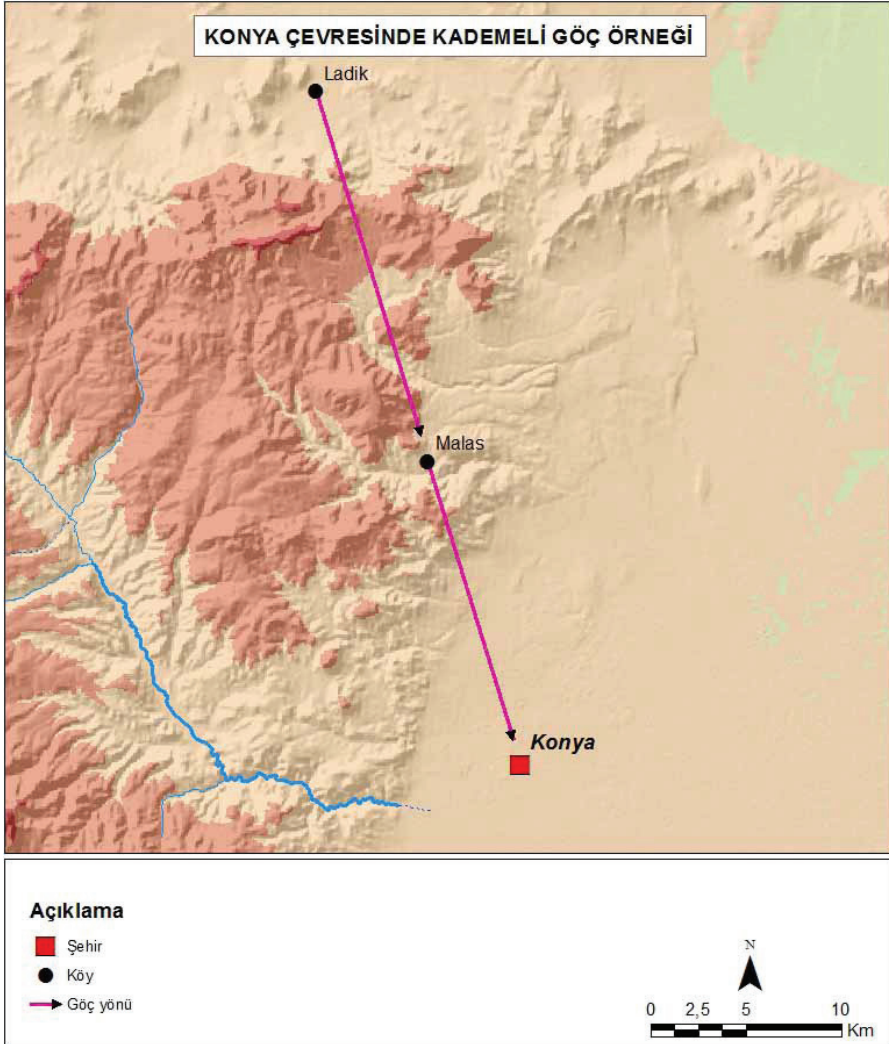 KONYA ÇEVRESİNDE KADEMELİ GÖÇ ÖRNEĞİ
Ladik
Malas
Konya
Açıklama
Şehir
Köy
Göç yönü
N
0 2,5 5 10
Km